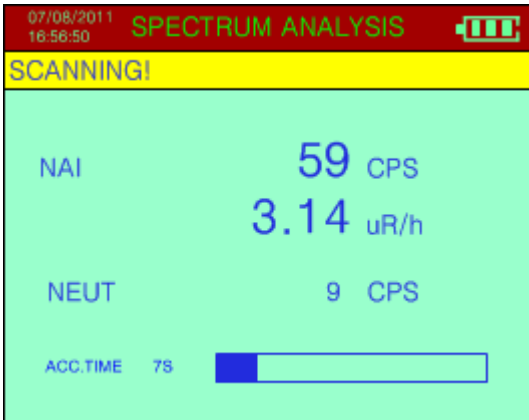 07/08/2011
16:56:50
SPECTRUM ANALYSIS
SCANNING!
NAI 59 CPS
3.14 uR/h
NEUT 9 CPS
ACC.TIME 7S